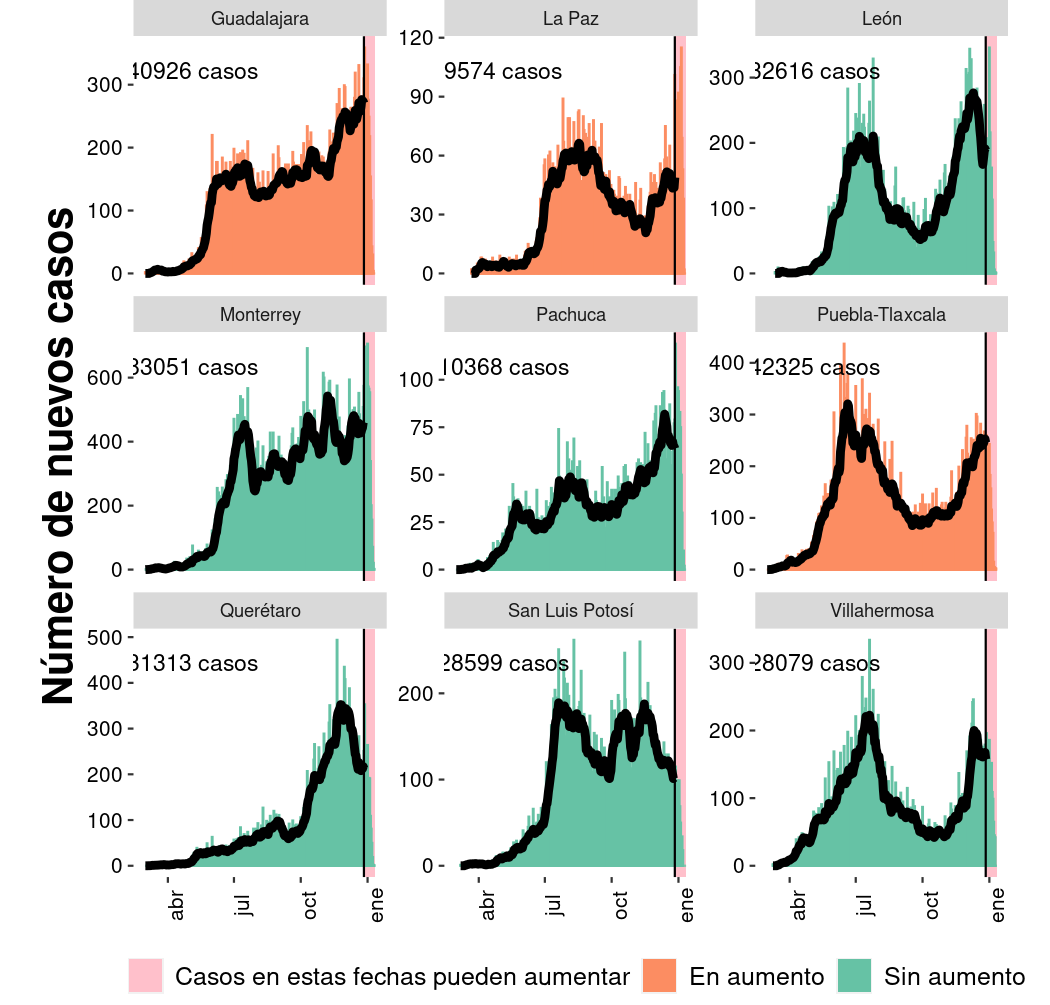 Número de nuevos casos
Guadalajara
La Paz
León
40926 casos
9574 casos
32616 casos
300
200
100
0
120
90
60
30
0
300
200
100
0
Monterrey
Pachuca
Puebla-Tlaxcala
83051 casos
10368 casos
42325 casos
600
400
200
0
100
75
50
25
0
400
300
200
100
0
Querétaro
San Luis Potosí
Villahermosa
31313 casos
28599 casos
28079 casos
500
400
300
200
100
0
200
100
0
300
200
100
0
abr
jul
oct
ene
abr
jul
oct
ene
abr
jul
oct
ene
Casos en estas fechas pueden aumentar
En aumento
Sin aumento